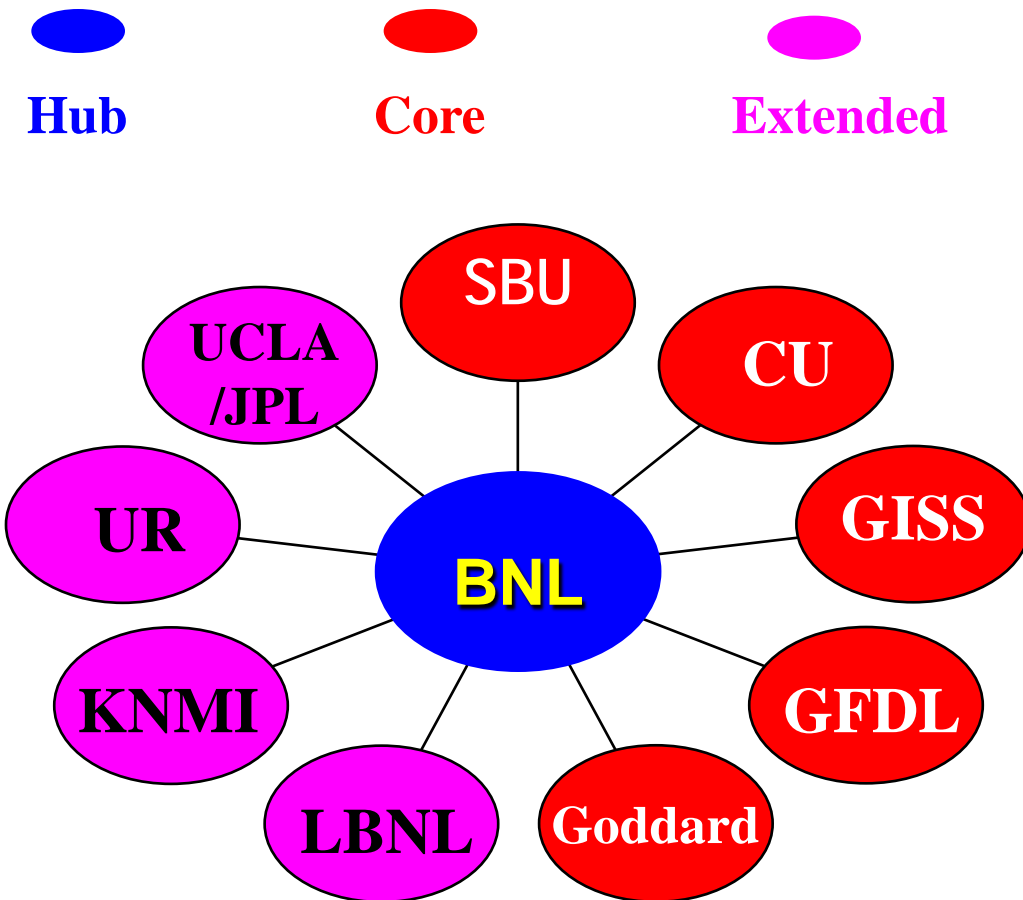 Hub
Core
Extended
SBU
UCLA
/JPL
CU
UR
GISS
BNL
KNMI
GFDL
LBNL
Goddard